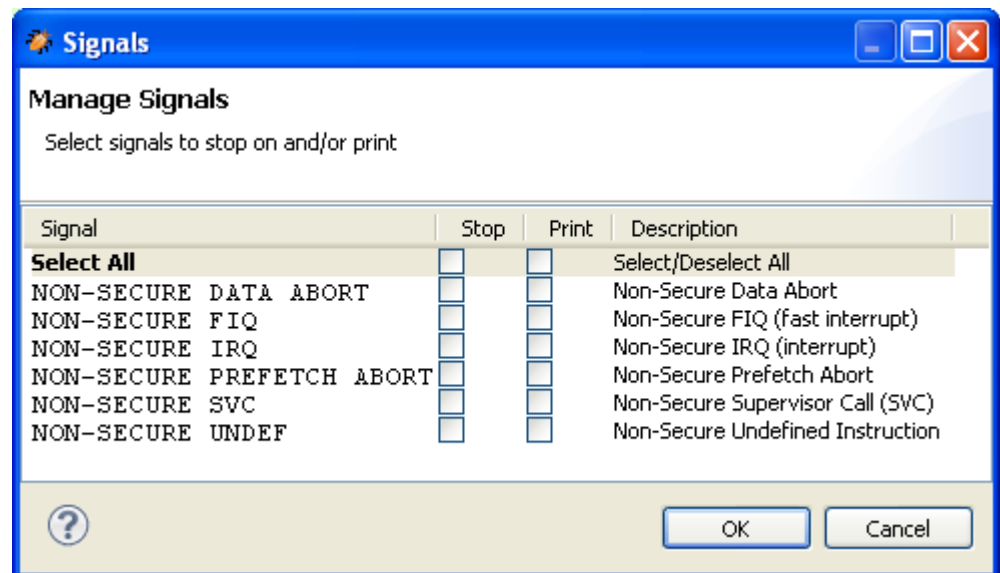 Signals
Manage Signals
Select signals to stop on and/or print
Signal Stop Print Description
Select All Select/Deselect All
NON-SECURE DATA ABORT Non-Secure Data Abort
NON-SECURE FIQ Non-Secure FIQ (fast interrupt)
NON-SECURE IRQ Non-Secure IRQ (interrupt)
NON-SECURE PREFETCH ABORT Non-Secure Prefetch Abort
NON-SECURE SVC Non-Secure Supervisor Call (SVC)
NON-SECURE UNDEF Non-Secure Undefined Instruction
? OK Cancel